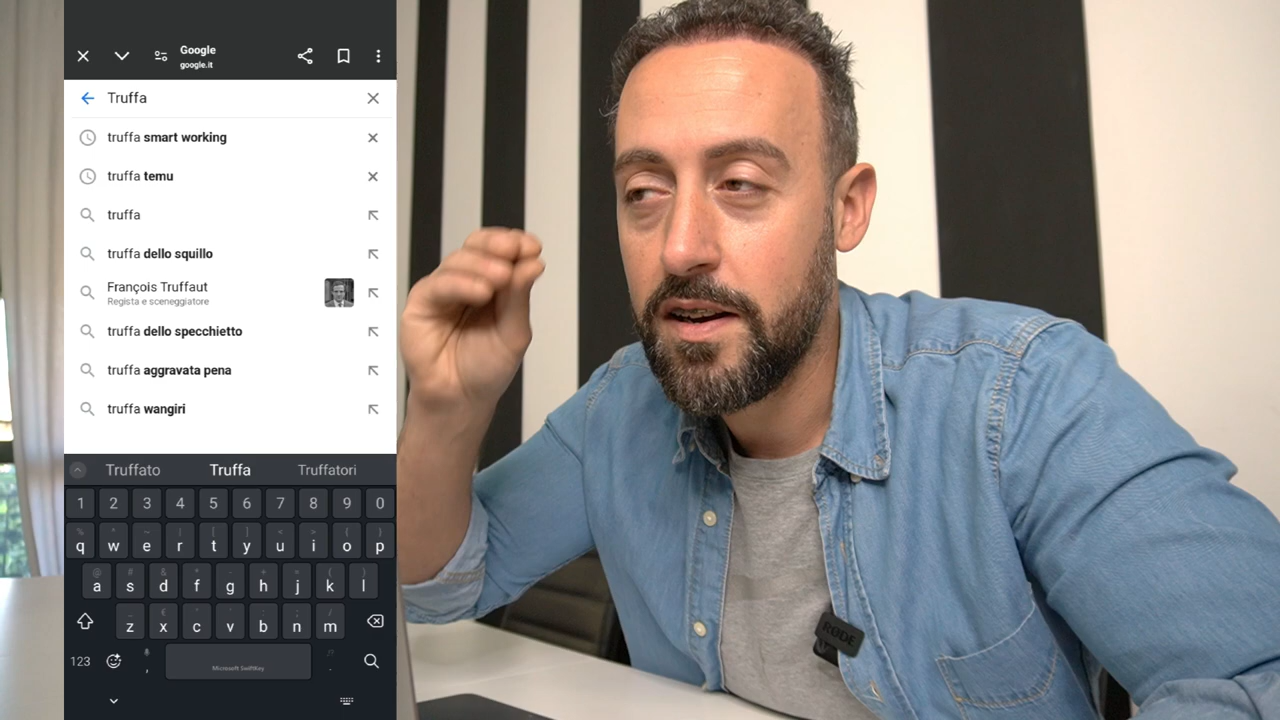 Google
google.it
Truffa
truffa smart working
truffa temu
truffa
truffa dello squillo
François Truffaut
Regista e sceneggiatore
truffa dello specchietto
truffa aggravata pena
truffa wangiri
Truffato Truffa Truffatori
1 2 3 4 5 6 7 8 9 0
q w e r t y u i o p
a s d f g h j k l
z x c v b n m
123 , Microsoft SwiftKey .
RØDE